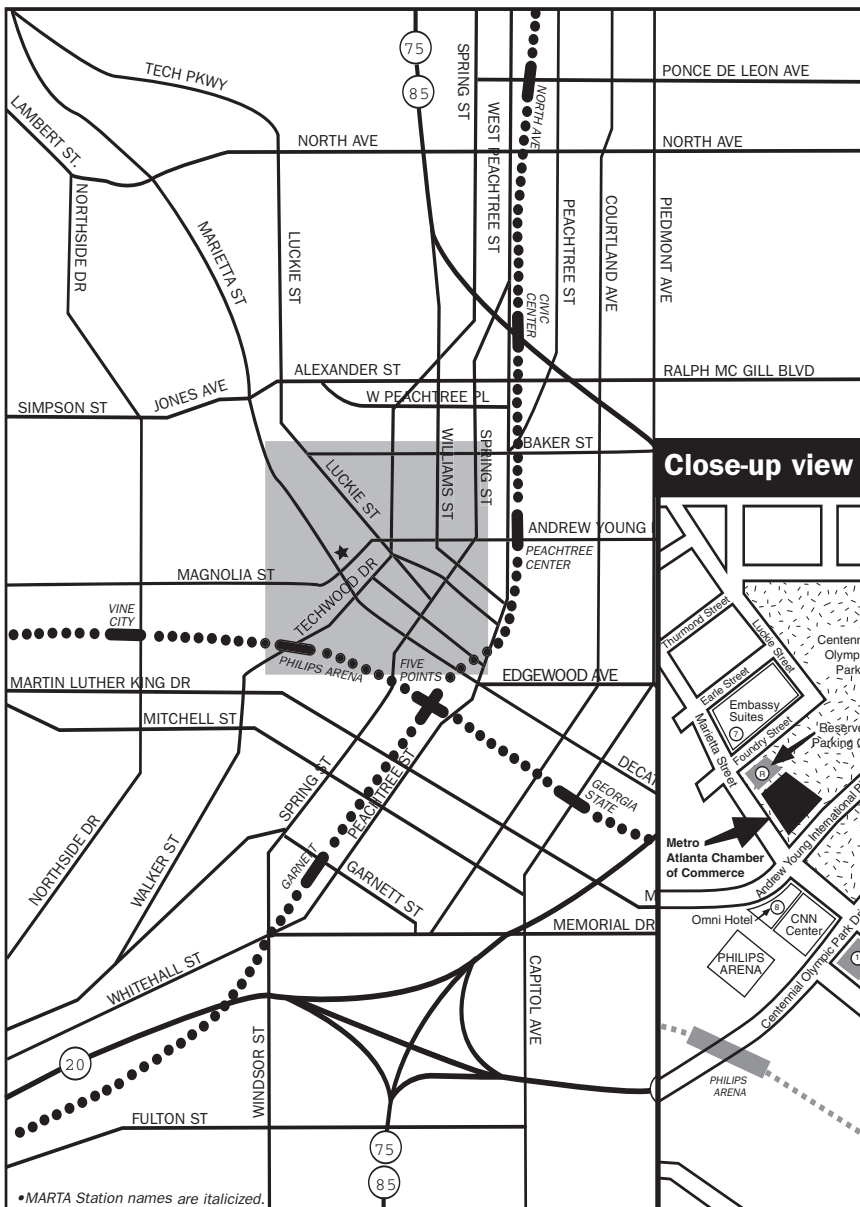 75
85
SPRING ST
PONCE DE LEON AVE
TECH PKWY
NORTH AVE
LAMBERT ST.
NORTH AVE
NORTH AVE
WEST PEACHTREE ST
NORTHSIDE DR
MARIETTA ST
LUCKIE ST
PEACHTREE ST
COURTLAND AVE
PIEDMONT AVE
CIVIC
CENTER
ALEXANDER ST
RALPH MC GILL BLVD
JONES AVE
W PEACHTREE PL
SIMPSON ST
WILLIAMS ST
SPRING ST
BAKER ST
LUCKIE ST
Close-up view
ANDREW YOUNG
PEACHTREE
CENTER
MAGNOLIA ST
TECHWOOD DR
VINE
CITY
PHILIPS ARENA
FIVE
POINTS
EDGEWOOD AVE
MARTIN LUTHER KING DR
MITCHELL ST
SPRING ST
PEACHTREE ST
DECAT
GEORGIA
STATE
NORTHSIDE DR
WALKER ST
GARNETT
GARNETT ST
M
MEMORIAL DR
WHITEHALL ST
CAPITOL AVE
WINDSOR ST
20
FULTON ST
75
85
•MARTA Station names are italicized.
Thurmond Street
Luckie Street
Centenn
Olymp
Park
Earle Street
Embassy
Suites
7
Marietta Street
Foundry Street
Reserve
Parking
R
Metro
Atlanta Chamber
of Commerce
Andrew Young International
Omni Hotel
8
CNN
Center
PHILIPS
ARENA
Centennial Olympic Park
1
PHILIPS
ARENA